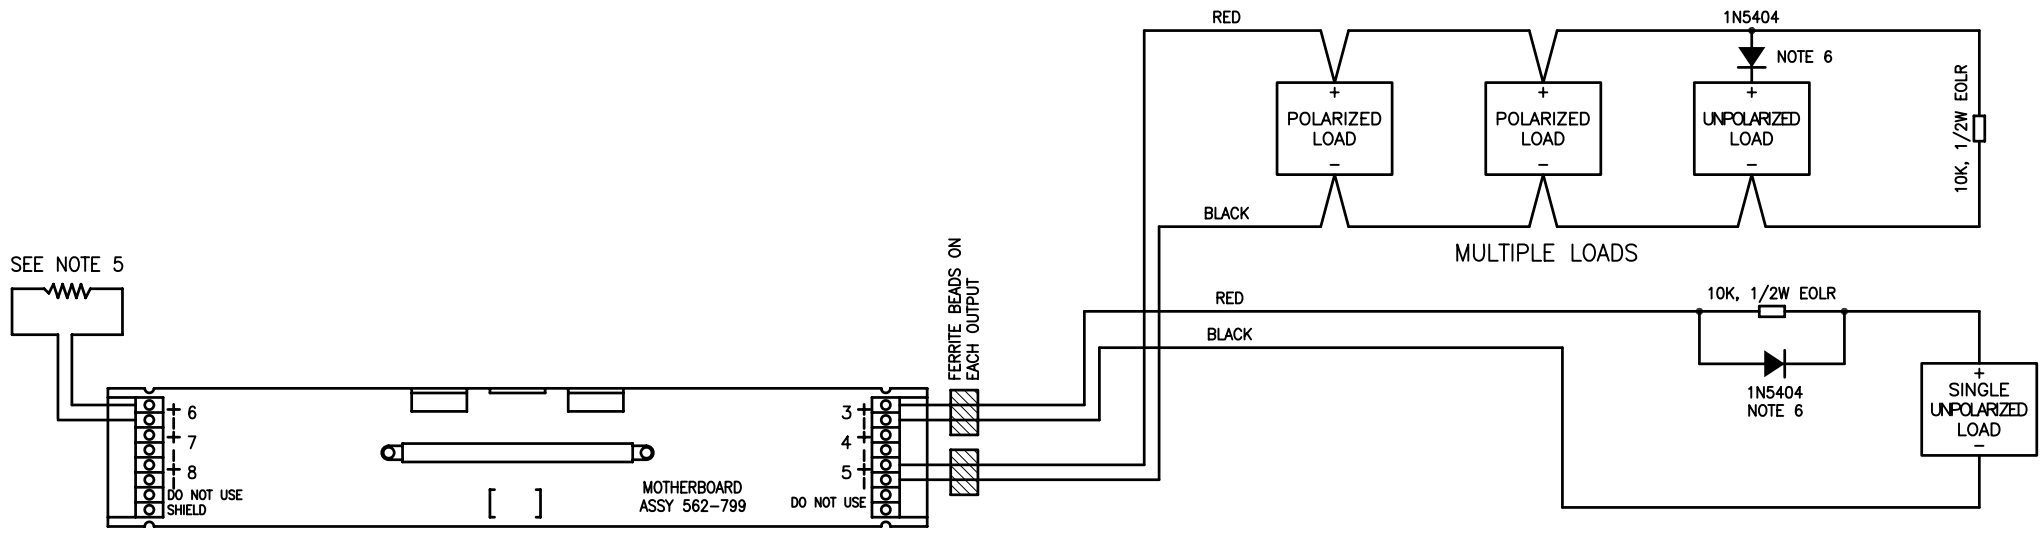 RED
1N5404
NOTE 6
+
POLARIZED
LOAD
-
+
POLARIZED
LOAD
-
+
UNPOLARIZED
LOAD
-
10K, 1/2W EOLR
BLACK
MULTIPLE LOADS
SEE NOTE 5
FERRITE BEADS ON
EACH OUTPUT
RED
10K, 1/2W EOLR
BLACK
1N5404
NOTE 6
+
SINGLE
UNPOLARIZED
LOAD
-
+ 6
-
+ 7
-
+ 8
-
DO NOT USE
SHIELD
MOTHERBOARD
ASSY 562-799
3 +
-
4 +
-
5 +
-
DO NOT USE